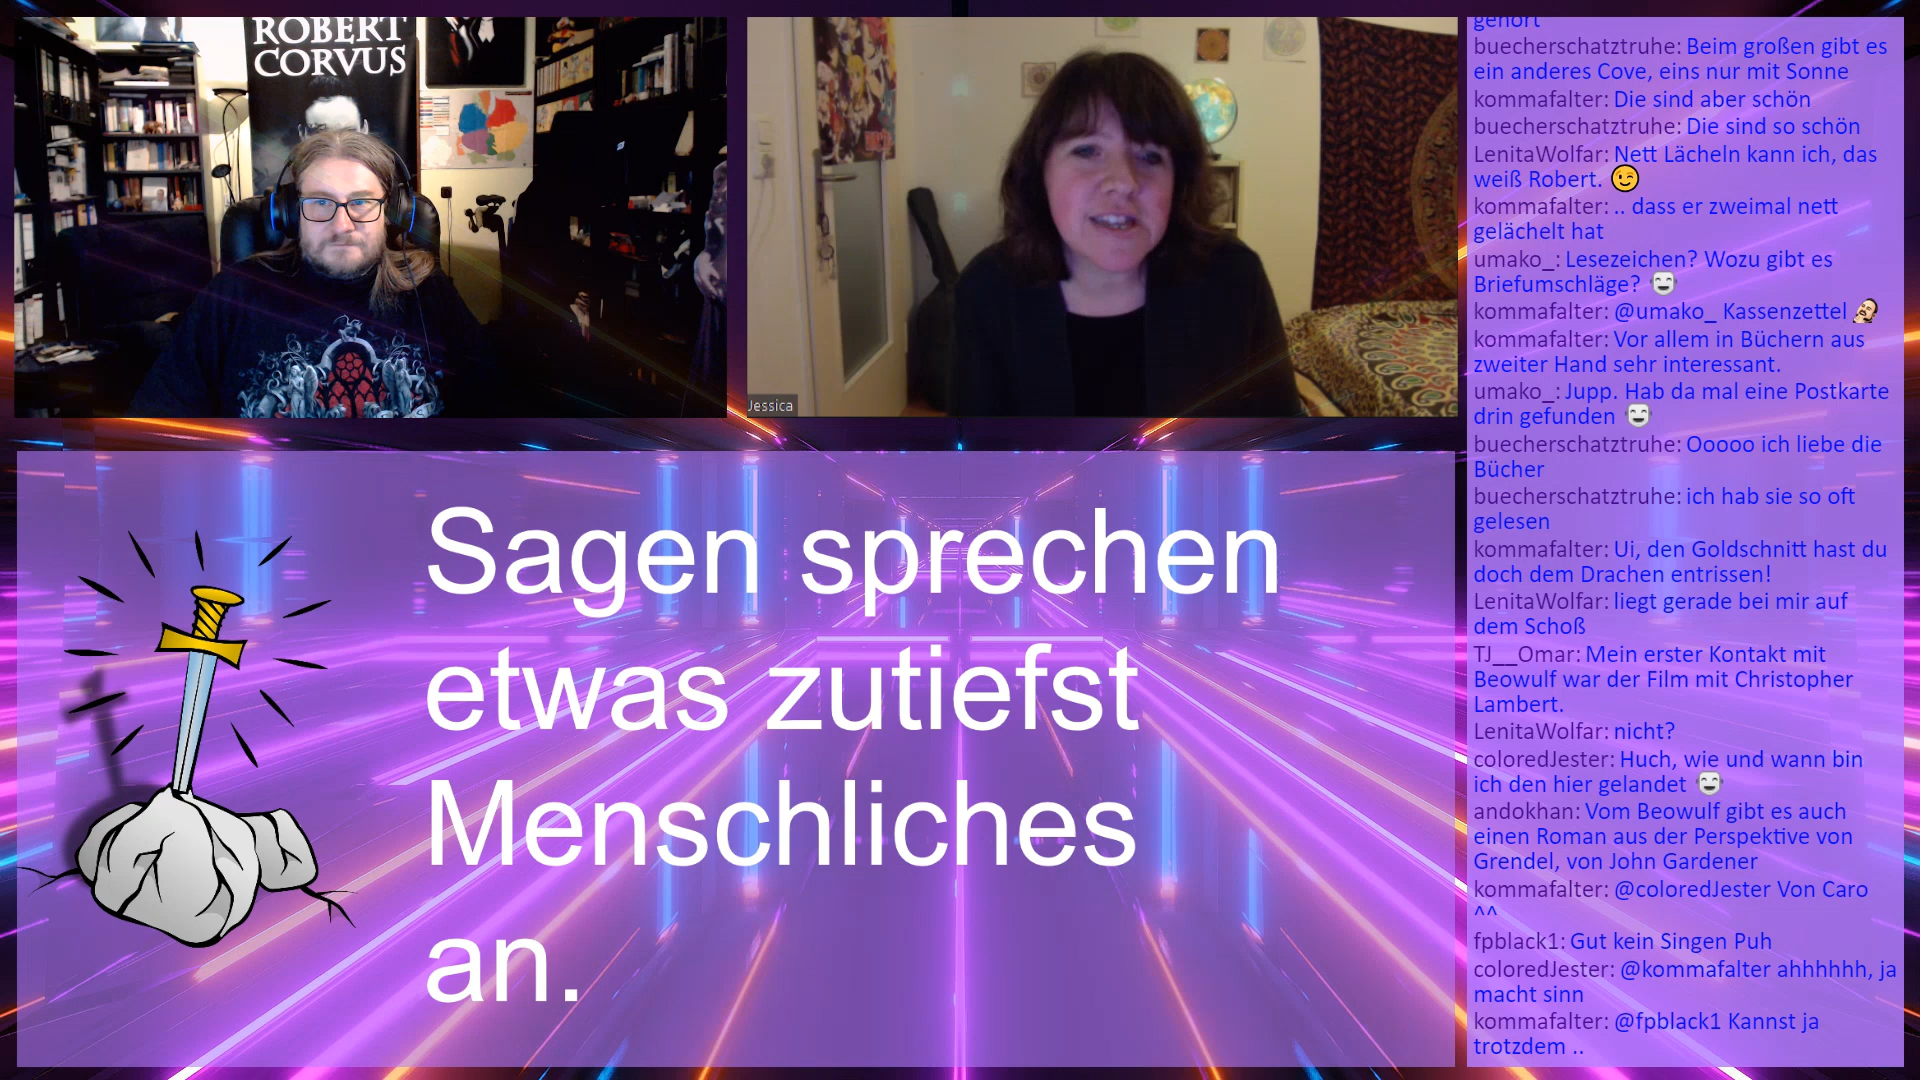 ROBERT
CORVUS
Jessica
Sagen sprechen
etwas zutiefst
Menschliches
an.
gehört
buecherschatztruhe: Beim großen gibt es
ein anderes Cove, eins nur mit Sonne
kommafalter: Die sind aber schön
buecherschatztruhe: Die sind so schön
LenitaWolfar: Nett Lächeln kann ich, das
weiß Robert. 😉
kommafalter: .. dass er zweimal nett
gelächelt hat
umako_: Lesezeichen? Wozu gibt es
Briefumschläge?
kommafalter: @umako_ Kassenzettel
kommafalter: Vor allem in Büchern aus
zweiter Hand sehr interessant.
umako_: Jupp. Hab da mal eine Postkarte
drin gefunden
buecherschatztruhe: Ooooo ich liebe die
Bücher
buecherschatztruhe: ich hab sie so oft
gelesen
kommafalter: Ui, den Goldschnitt hast du
doch dem Drachen entrissen!
LenitaWolfar: liegt gerade bei mir auf
dem Schoß
TJ__Omar: Mein erster Kontakt mit
Beowulf war der Film mit Christopher
Lambert.
LenitaWolfar: nicht?
coloredJester: Huch, wie und wann bin
ich den hier gelandet
andokhan: Vom Beowulf gibt es auch
einen Roman aus der Perspektive von
Grendel, von John Gardener
kommafalter: @coloredJester Von Caro
^^
fpblack1: Gut kein Singen Puh
coloredJester: @kommafalter ahhhhhh, ja
macht sinn
kommafalter: @fpblack1 Kannst ja
trotzdem ..